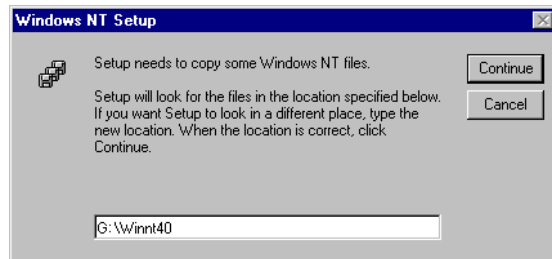 Windows NT Setup
Setup needs to copy some Windows NT files.
Continue
Setup will look for the files in the location specified below.
If you want Setup to look in a different place, type the
new location. When the location is correct, click
Continue.
Cancel
G:\Winnt40